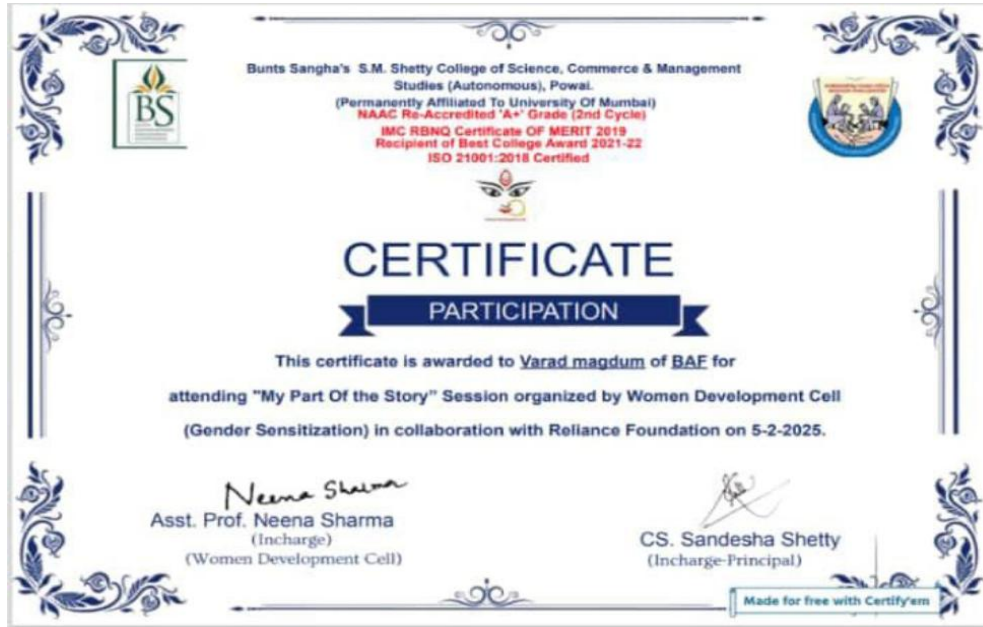 Bunts Sangha's S.M. Shetty College of Science, Commerce & Management
Studies (Autonomous), Powai.
(Permanently Affiliated To University Of Mumbai)
NAAC Re-Accredited 'A+' Grade (2nd Cycle)
IMC RBNQ Certificate OF MERIT 2019
Recipient of Best College Award 2021-22
ISO 21001:2018 Certified
BS
CERTIFICATE
PARTICIPATION
This certificate is awarded to Varad magdum of BAF for
attending "My Part Of the Story" Session organized by Women Development Cell
(Gender Sensitization) in collaboration with Reliance Foundation on 5-2-2025.
Neena Sharma
Asst. Prof. Neena Sharma
(Incharge)
(Women Development Cell)
CS. Sandesha Shetty
(Incharge-Principal)
Made for free with Certify'em